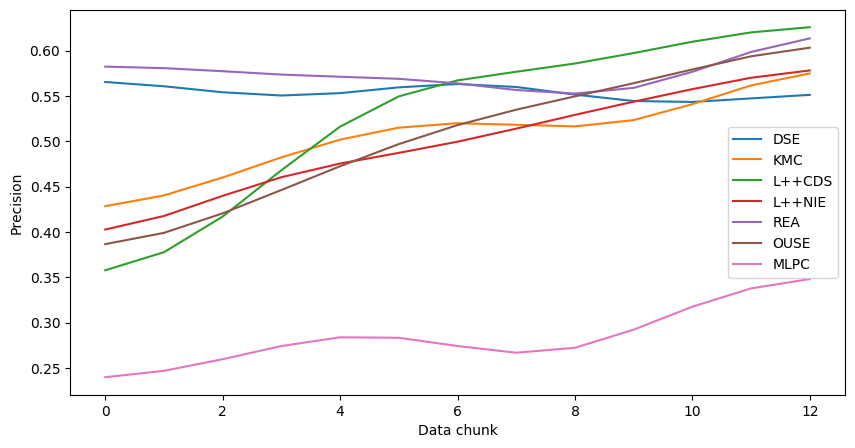 0.60
0.55
0.50
0.45
0.40
0.35
0.30
0.25
Precision
0 2 4 6 8 10 12
Data chunk
DSE
KMC
L++CDS
L++NIE
REA
OUSE
MLPC